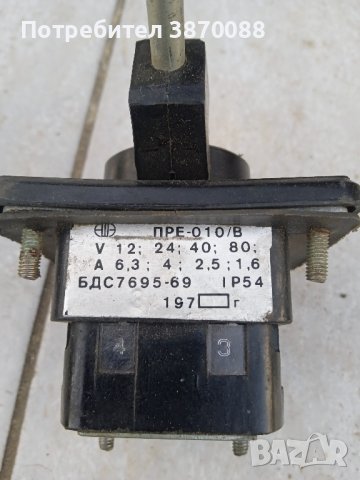 Потребител 3870088
ПРЕ-010/В
V 12; 24; 40; 80;
A 6,3; 4; 2,5; 1,6
БДС7695-69 IP54
197 г
4 3
BAZAR